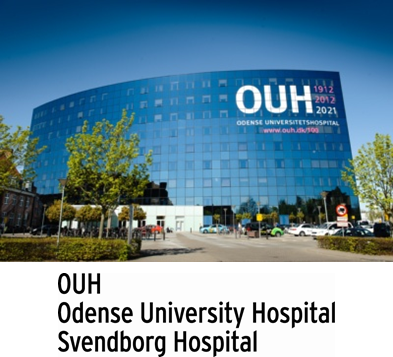 OUH
1912
2012
2021
ODENSE UNIVERSITETSHOSPITAL
www.ouh.dk/100
OUH
Odense University Hospital
Svendborg Hospital